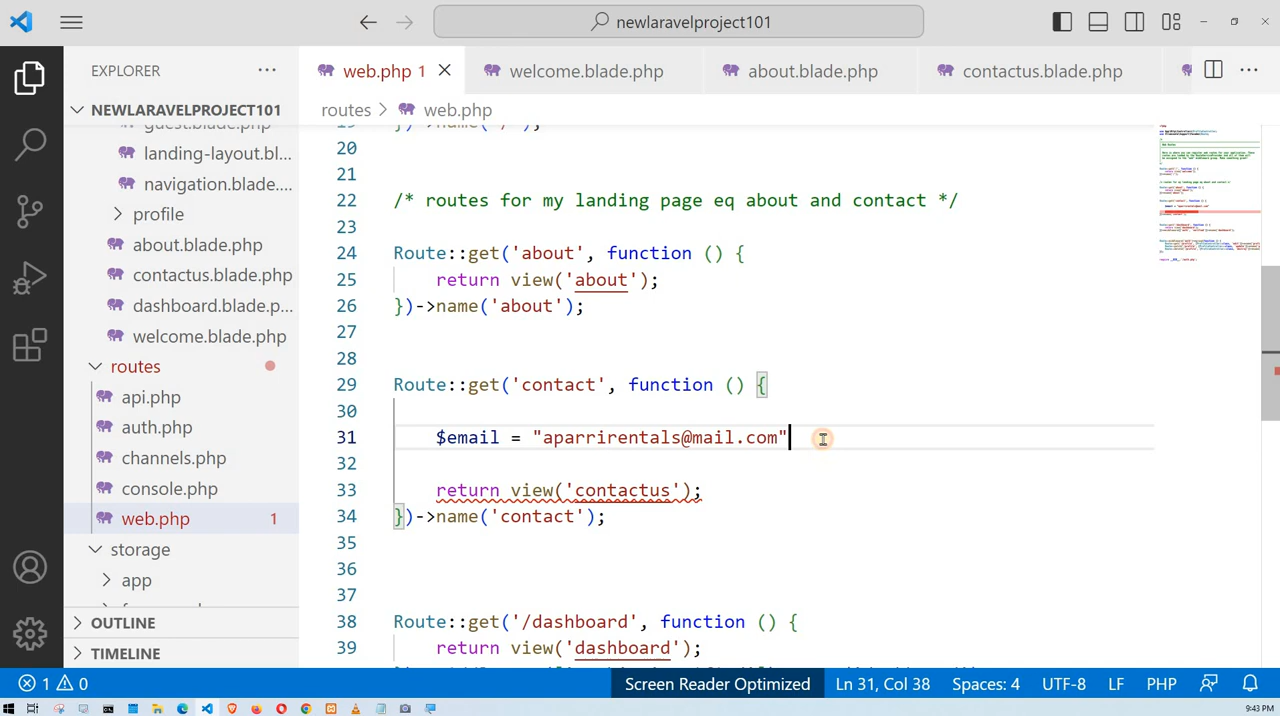 newlaravelproject101
EXPLORER
web.php 1
welcome.blade.php
about.blade.php
contactus.blade.php
NEWLARAVELPROJECT101
routes > web.php
guest.blade.php
landing-layout.bl...
navigation.blade....
profile
about.blade.php
contactus.blade.php
dashboard.blade.p...
welcome.blade.php
routes
api.php
auth.php
channels.php
console.php
web.php 1
storage
app
OUTLINE
TIMELINE
19 })->name('/');
20
21
22 /* routes for my landing page eg about and contact */
23
24 Route::get('about', function () {
25 return view('about');
26 })->name('about');
27
28
29 Route::get('contact', function () {
30
31 $email = "aparrirentals@mail.com"
32
33 return view('contactus');
34 })->name('contact');
35
36
37
38 Route::get('/dashboard', function () {
39 return view('dashboard');
1 0
Screen Reader Optimized
Ln 31, Col 38
Spaces: 4
UTF-8
LF
PHP
9:43 PM